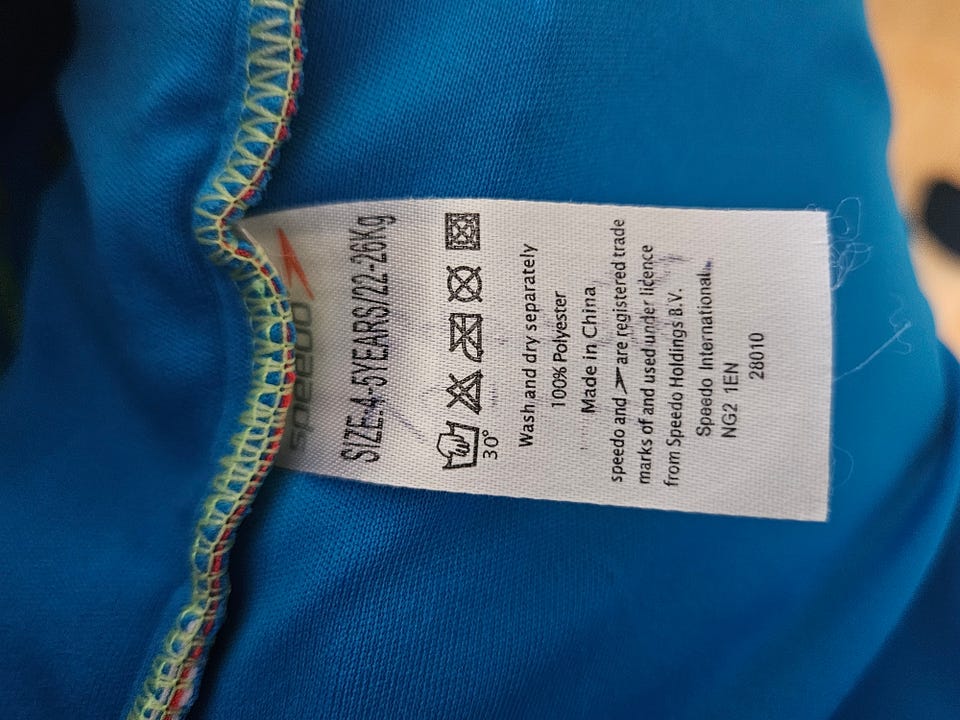 speedo
SIZE:4-5YEARS/22-26Kg
30°
Wash and dry separately
100% Polyester
Made in China
speedo and are registered trade
marks of and used under licence
from Speedo Holdings B.V.
Speedo International.
NG2 1EN
28010